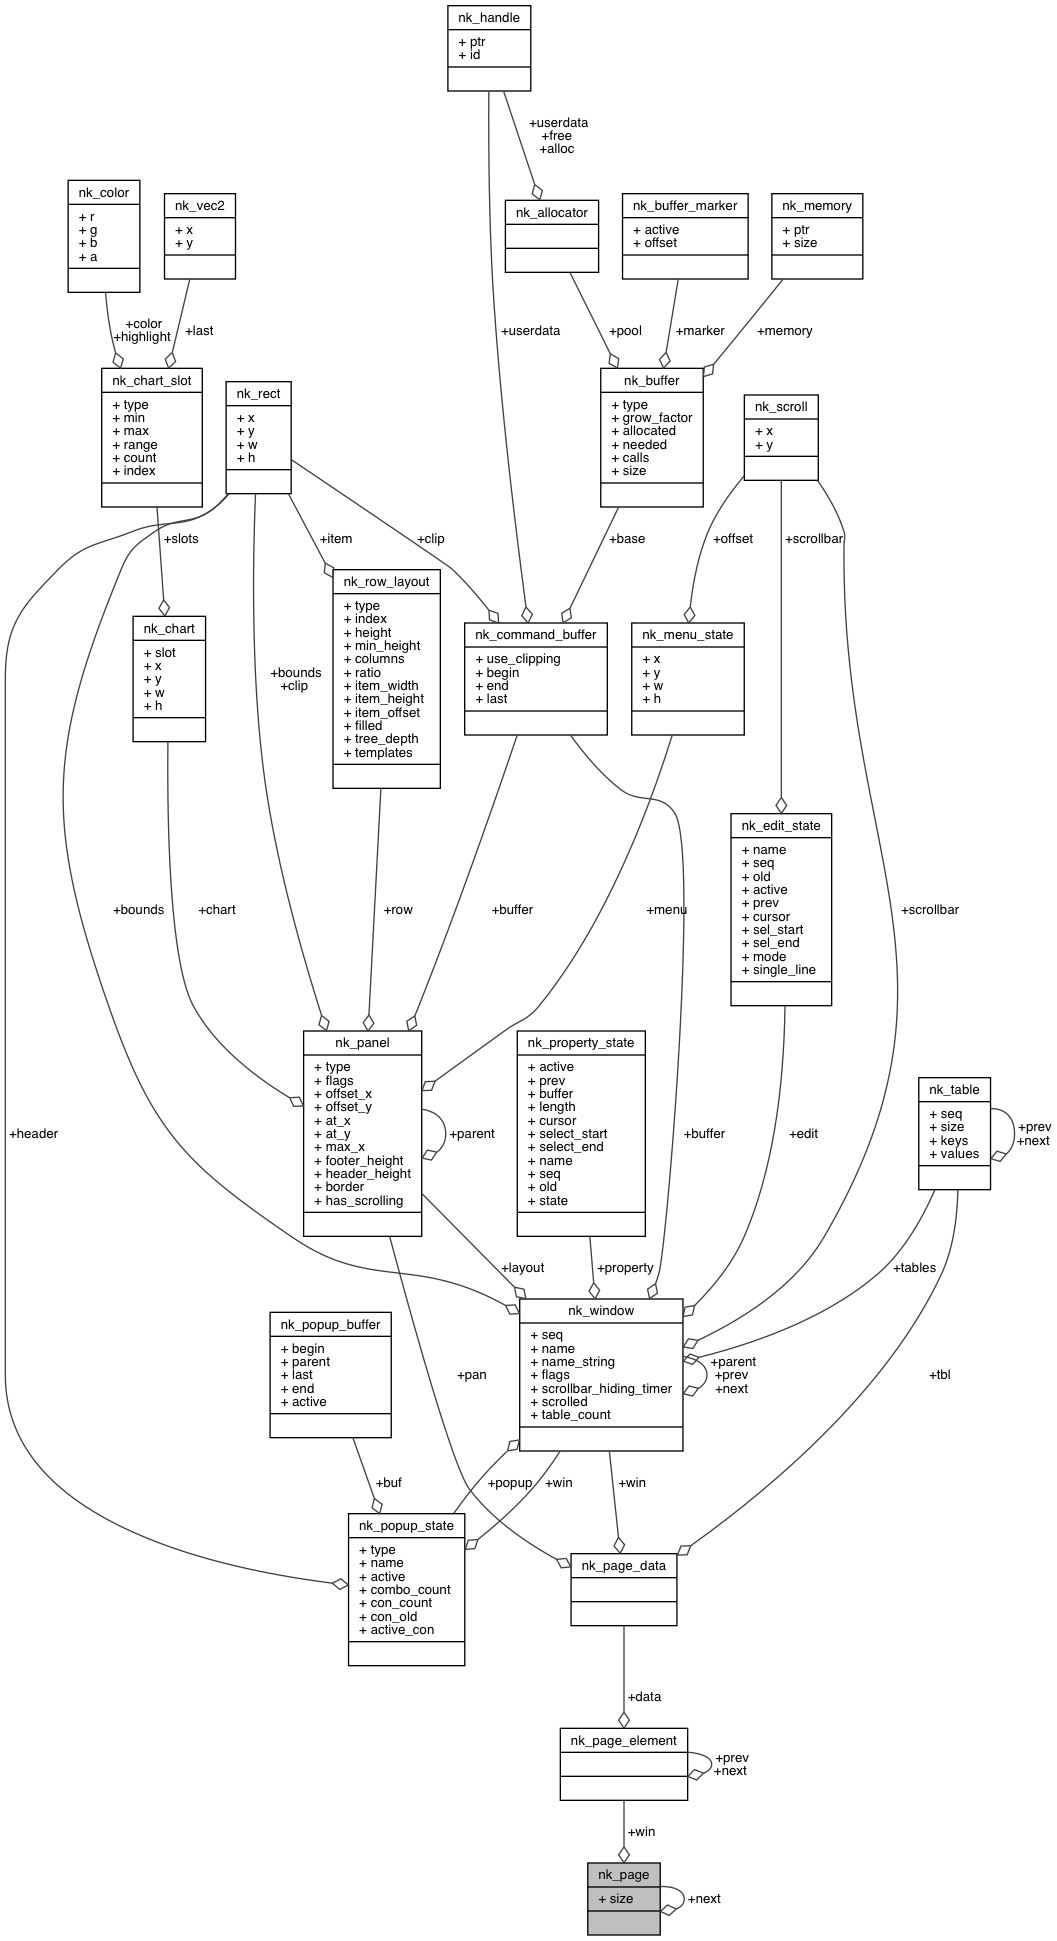 nk_handle
+ ptr
+ id
+userdata
+free
+alloc
nk_color
+ r
+ g
+ b
+ a
nk_vec2
+ x
+ y
nk_allocator
nk_buffer_marker
+ active
+ offset
nk_memory
+ ptr
+ size
+color
+highlight
+last
+userdata
+pool
+marker
+memory
nk_chart_slot
+ type
+ min
+ max
+ range
+ count
+ index
nk_rect
+ x
+ y
+ w
+ h
nk_buffer
+ type
+ grow_factor
+ allocated
+ needed
+ calls
+ size
nk_scroll
+ x
+ y
+slots
+item
+clip
+base
+offset
+scrollbar
nk_chart
+ slot
+ x
+ y
+ w
+ h
+bounds
+clip
nk_row_layout
+ type
+ index
+ height
+ min_height
+ columns
+ ratio
+ item_width
+ item_height
+ item_offset
+ filled
+ tree_depth
+ templates
nk_command_buffer
+ use_clipping
+ begin
+ end
+ last
nk_menu_state
+ x
+ y
+ w
+ h
nk_edit_state
+ name
+ seq
+ old
+ active
+ prev
+ cursor
+ sel_start
+ sel_end
+ mode
+ single_line
+bounds
+chart
+row
+buffer
+menu
+scrollbar
nk_panel
+ type
+ flags
+ offset_x
+ offset_y
+ at_x
+ at_y
+ max_x
+ footer_height
+ header_height
+ border
+ has_scrolling
+parent
nk_property_state
+ active
+ prev
+ buffer
+ length
+ cursor
+ select_start
+ select_end
+ name
+ seq
+ old
+ state
nk_table
+ seq
+ size
+ keys
+ values
+prev
+next
+header
+buffer
+edit
+layout
+property
+tables
nk_popup_buffer
+ begin
+ parent
+ last
+ end
+ active
nk_window
+ seq
+ name
+ name_string
+ flags
+ scrollbar_hiding_timer
+ scrolled
+ table_count
+parent
+prev
+next
+pan
+tbl
+buf
+popup
+win
+win
nk_popup_state
+ type
+ name
+ active
+ combo_count
+ con_count
+ con_old
+ active_con
nk_page_data
+data
nk_page_element
+prev
+next
+win
nk_page
+ size
+next